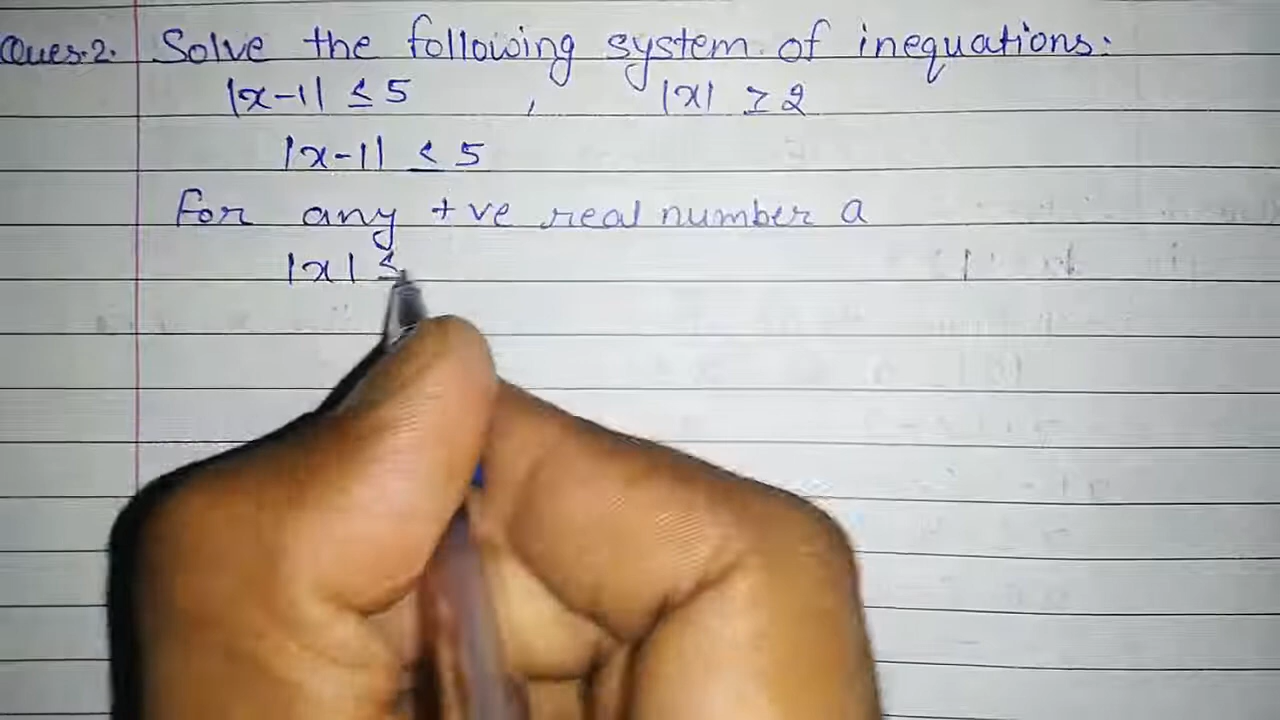 Ques.2. Solve the following system of inequations:
|x-1| ≤ 5 , |x| ≥ 2
|x-1| ≤ 5
For any +ve real number a
|x| ≤